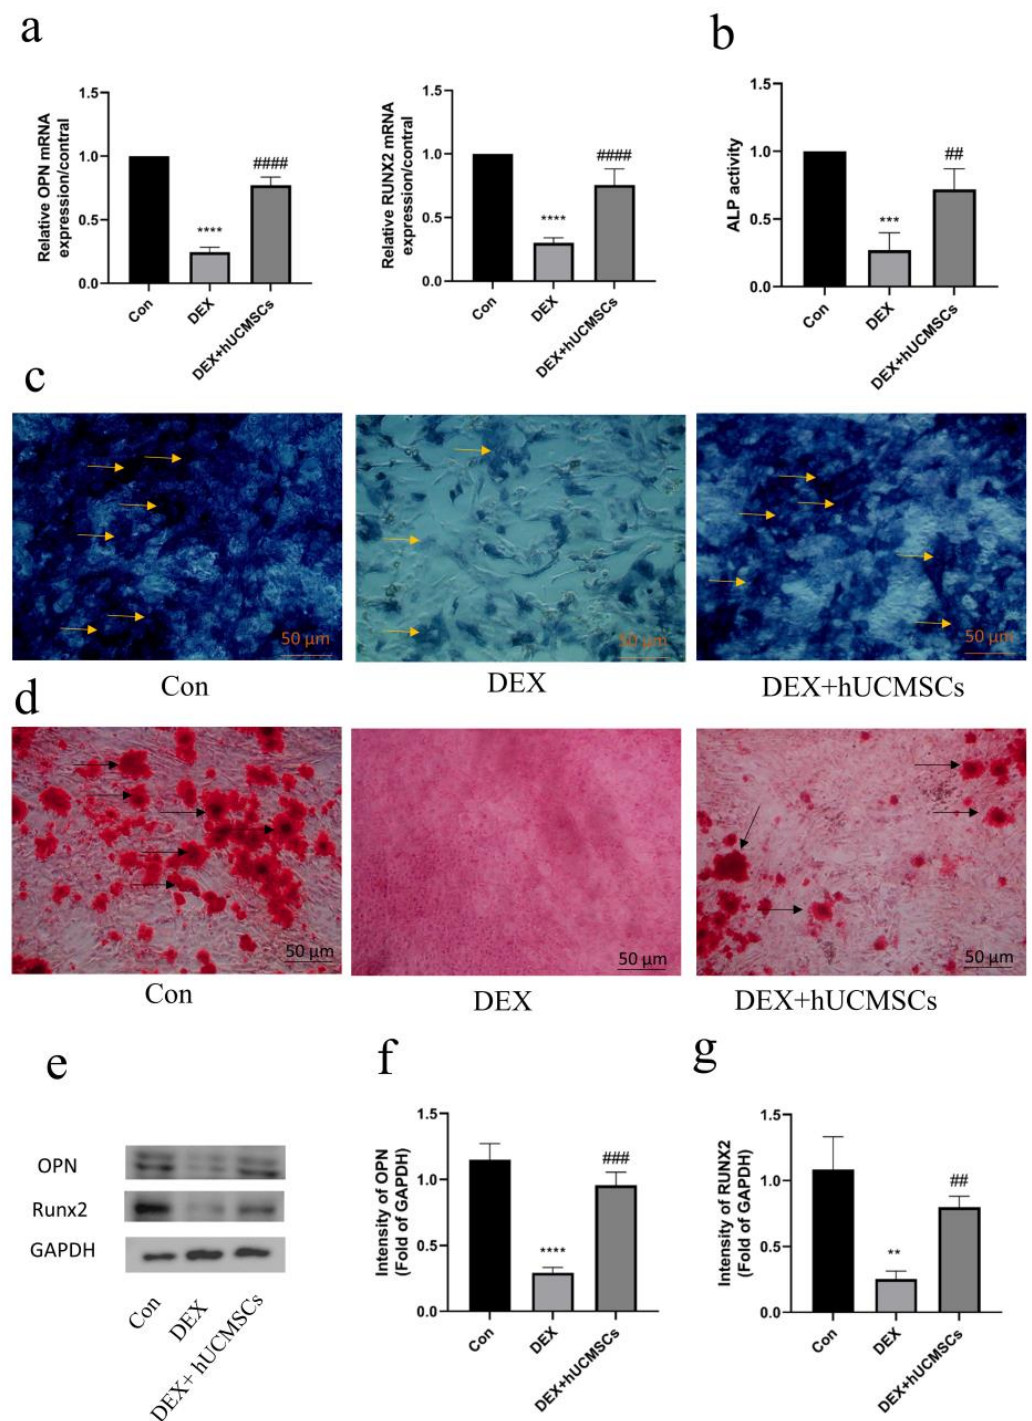 a
Relative OPN mRNA
expression/contral
1.5
1.0
0.5
0.0
####
****
Con
DEX
DEX+hUCMSCs
Relative RUNX2 mRNA
expression/contral
1.5
1.0
0.5
0.0
####
****
Con
DEX
DEX+hUCMSCs
b
ALP activity
1.5
1.0
0.5
0.0
##
***
Con
DEX
DEX+hUCMSCs
c
50 µm
50 µm
50 µm
Con
DEX
DEX+hUCMSCs
d
50 µm
50 µm
50 µm
Con
DEX
DEX+hUCMSCs
e
OPN
Runx2
GAPDH
Con
DEX
DEX+ hUCMSCs
f
Intensity of OPN
(Fold of GAPDH)
1.5
1.0
0.5
0.0
###
****
Con
DEX
DEX+hUCMSCs
g
Intensity of RUNX2
(Fold of GAPDH)
1.5
1.0
0.5
0.0
##
**
Con
DEX
DEX+hUCMSCs